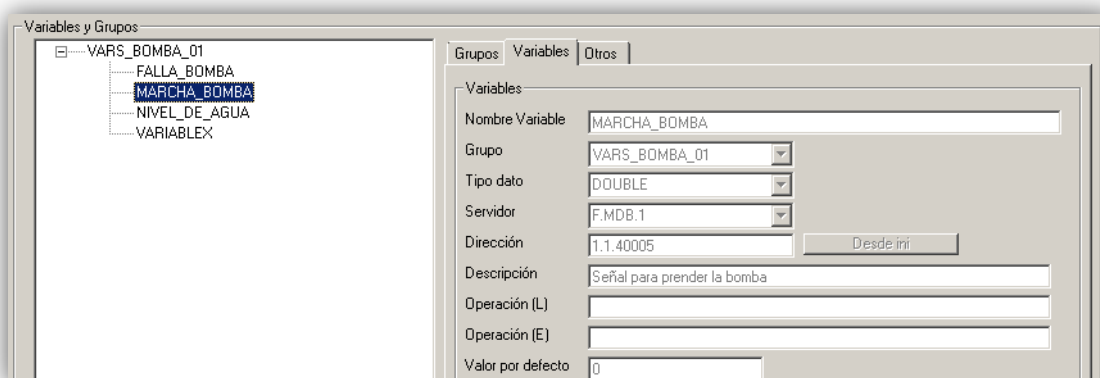 Variables y Grupos
VARS_BOMBA_01
FALLA_BOMBA
MARCHA_BOMBA
NIVEL_DE_AGUA
VARIABLEX
Grupos Variables Otros
Variables
Nombre Variable MARCHA_BOMBA
Grupo VARS_BOMBA_01
Tipo dato DOUBLE
Servidor F.MDB.1
Dirección 1.1.40005 Desde ini
Descripción Señal para prender la bomba
Operación (L)
Operación (E)
Valor por defecto 0